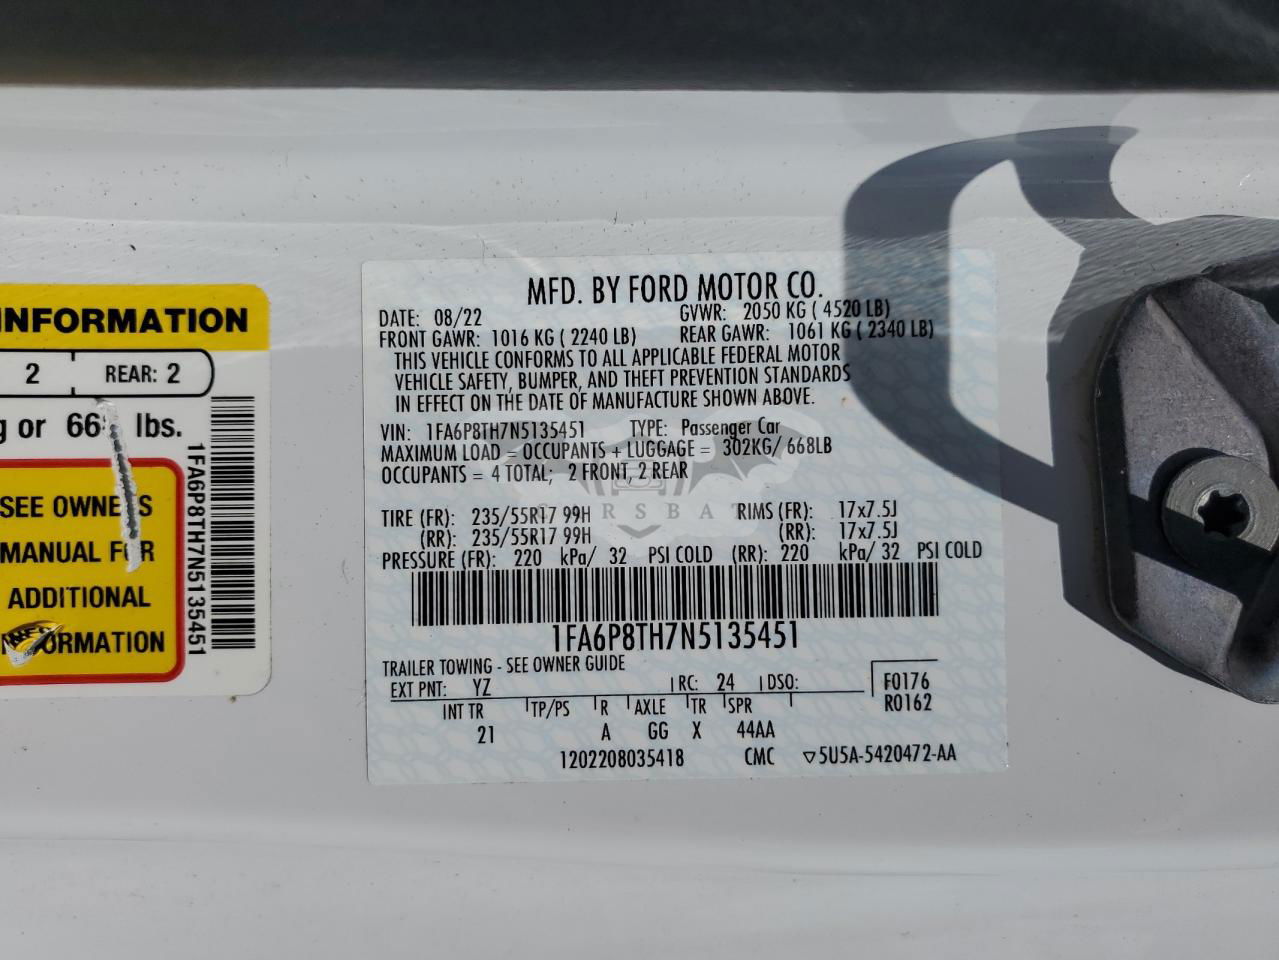 INFORMATION
2 REAR: 2
g or 668 lbs.
SEE OWNERS
MANUAL FOR
ADDITIONAL
INFORMATION
1FA6P8TH7N5135451
MFD. BY FORD MOTOR CO.
DATE: 08/22 GVWR: 2050 KG ( 4520 LB)
FRONT GAWR: 1016 KG ( 2240 LB) REAR GAWR: 1061 KG ( 2340 LB)
THIS VEHICLE CONFORMS TO ALL APPLICABLE FEDERAL MOTOR
VEHICLE SAFETY, BUMPER, AND THEFT PREVENTION STANDARDS
IN EFFECT ON THE DATE OF MANUFACTURE SHOWN ABOVE.
VIN: 1FA6P8TH7N5135451 TYPE: Passenger Car
MAXIMUM LOAD = OCCUPANTS + LUGGAGE = 302KG/ 668LB
OCCUPANTS = 4 TOTAL; 2 FRONT, 2 REAR
TIRE (FR): 235/55R17 99H RIMS (FR): 17x7.5J
(RR): 235/55R17 99H (RR): 17x7.5J
PRESSURE (FR): 220 kPa/ 32 PSI COLD (RR): 220 kPa/ 32 PSI COLD
1FA6P8TH7N5135451
TRAILER TOWING - SEE OWNER GUIDE
EXT PNT: YZ RC: 24 DSO: F0176
R0162
INT TR TP/PS R AXLE TR SPR
21 A GG X 44AA
1202208035418 CMC ▽5U5A-5420472-AA